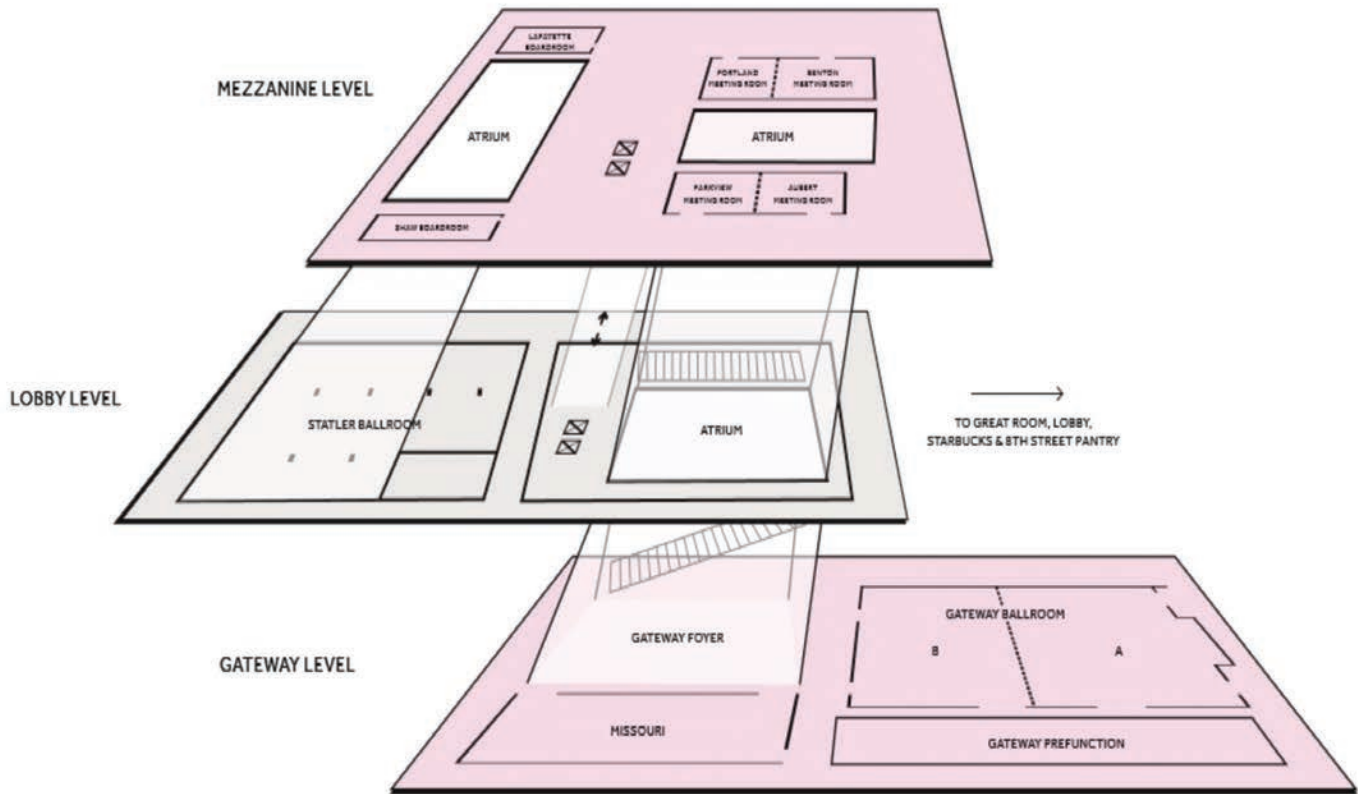 MEZZANINE LEVEL
LAFAYETTE
BOARDROOM
ATRIUM
SHAW BOARDROOM
PORTLAND
MEETING ROOM
BENTON
MEETING ROOM
ATRIUM
PARKVIEW
MEETING ROOM
AUBERT
MEETING ROOM
LOBBY LEVEL
STATLER BALLROOM
ATRIUM
TO GREAT ROOM, LOBBY,
STARBUCKS & 8TH STREET PANTRY
GATEWAY LEVEL
GATEWAY FOYER
MISSOURI
GATEWAY BALLROOM
B
A
GATEWAY PREFUNCTION